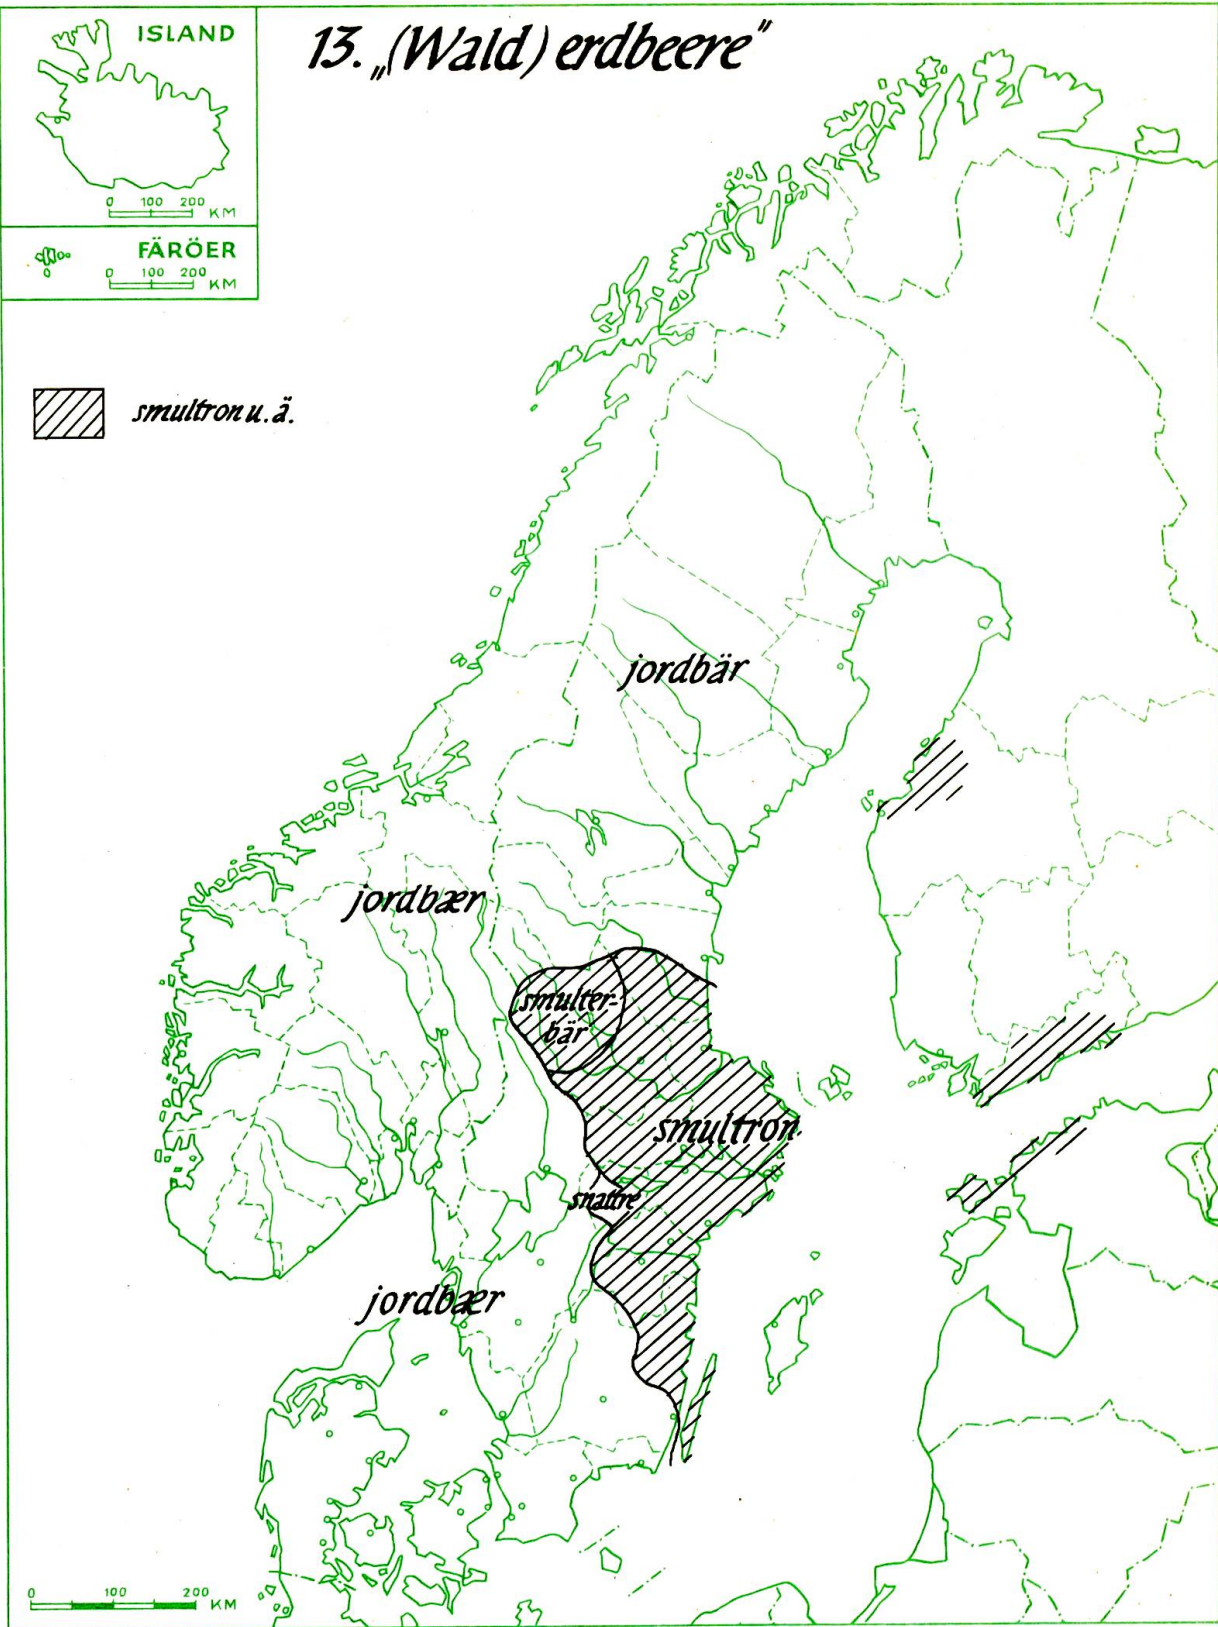 13. „(Wald) erdbeere"
ISLAND
0 100 200
KM
FÄRÖER
0 100 200
KM
smultron u. ä.
jordbär
jordbær
smulter-
bär
smultron
snattre
jordbær
0 100 200
KM